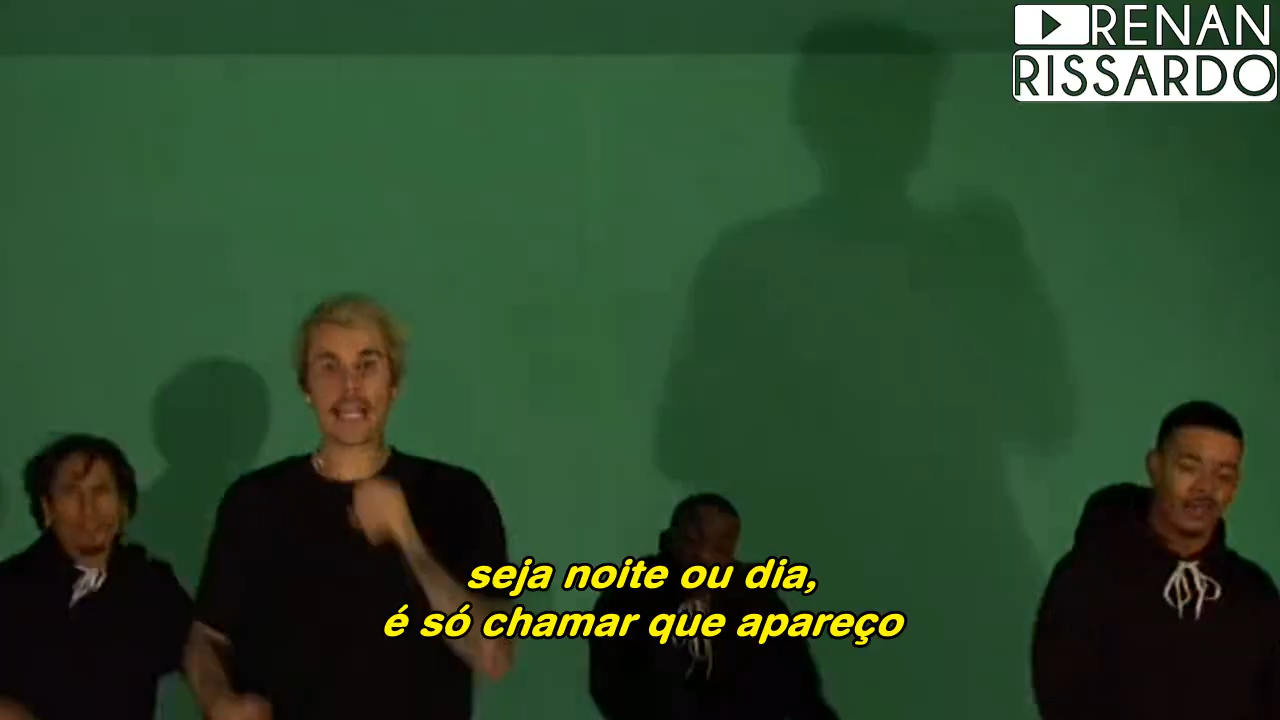 RENAN
RISSARDO
seja noite ou dia,
é só chamar que apareço